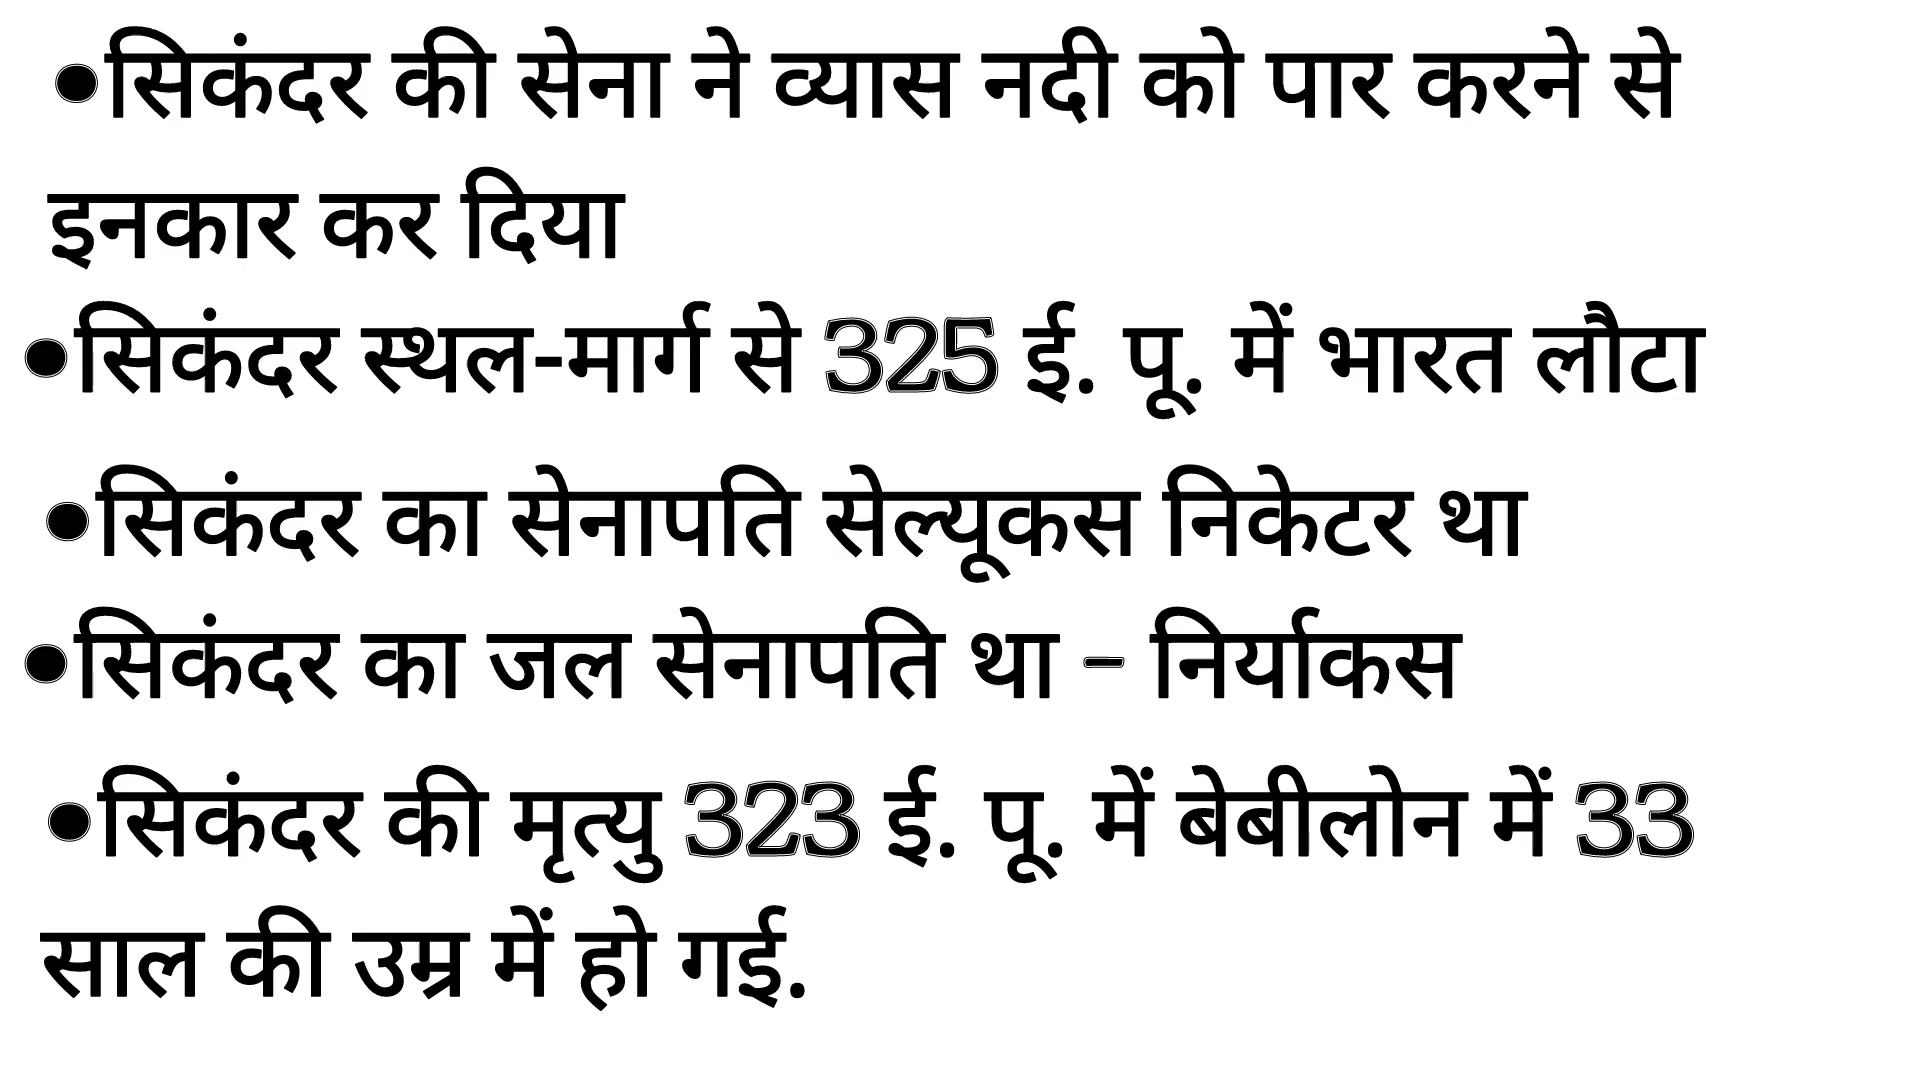 •सिकंदर की सेना ने व्यास नदी को पार करने से
इनकार कर दिया
•सिकंदर स्थल-मार्ग से 325 ई. पू. में भारत लौटा
•सिकंदर का सेनापति सेल्यूकस निकेटर था
•सिकंदर का जल सेनापति था – निर्याकस
•सिकंदर की मृत्यु 323 ई. पू. में बेबीलोन में 33
साल की उम्र में हो गई.